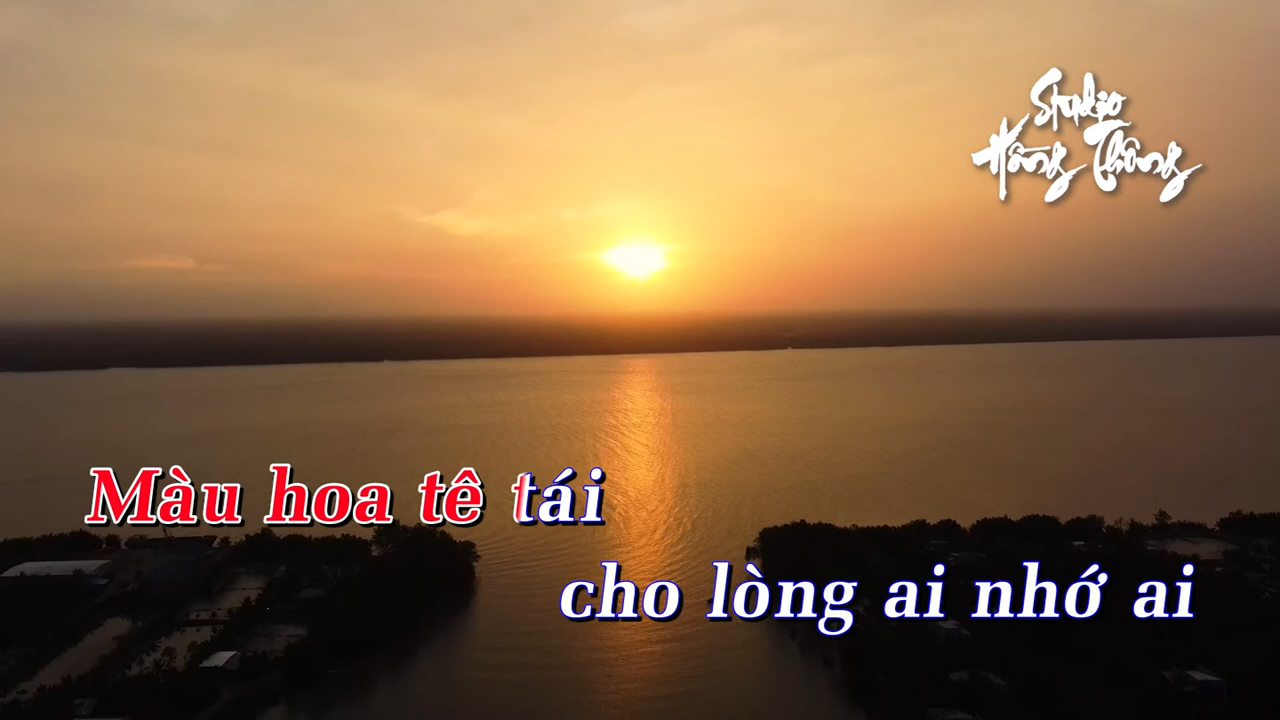 Studio
Hồng Thông
Màu hoa tê tái
cho lòng ai nhớ ai